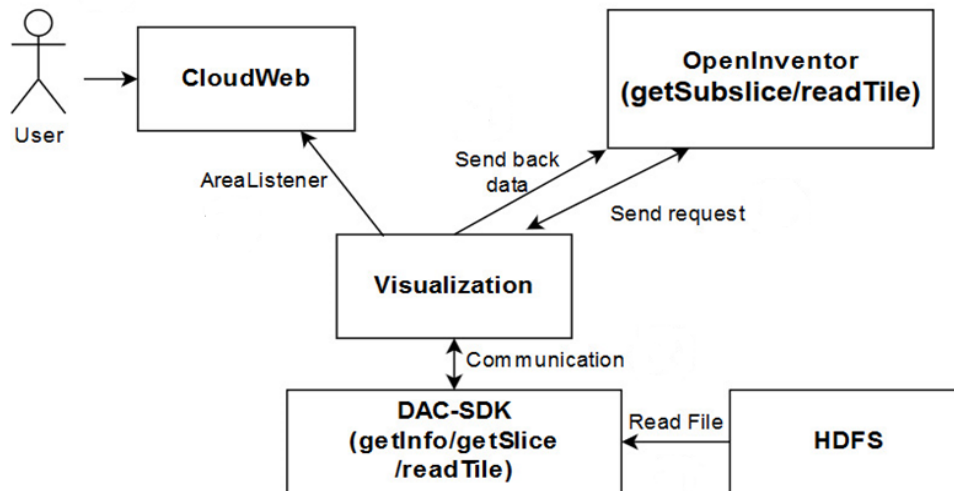 CloudWeb
OpenInventor
(getSubslice/readTile)
User
AreaListener
Send back
data
Send request
Visualization
Communication
DAC-SDK
(getInfo/getSlice
/readTile)
Read File
HDFS